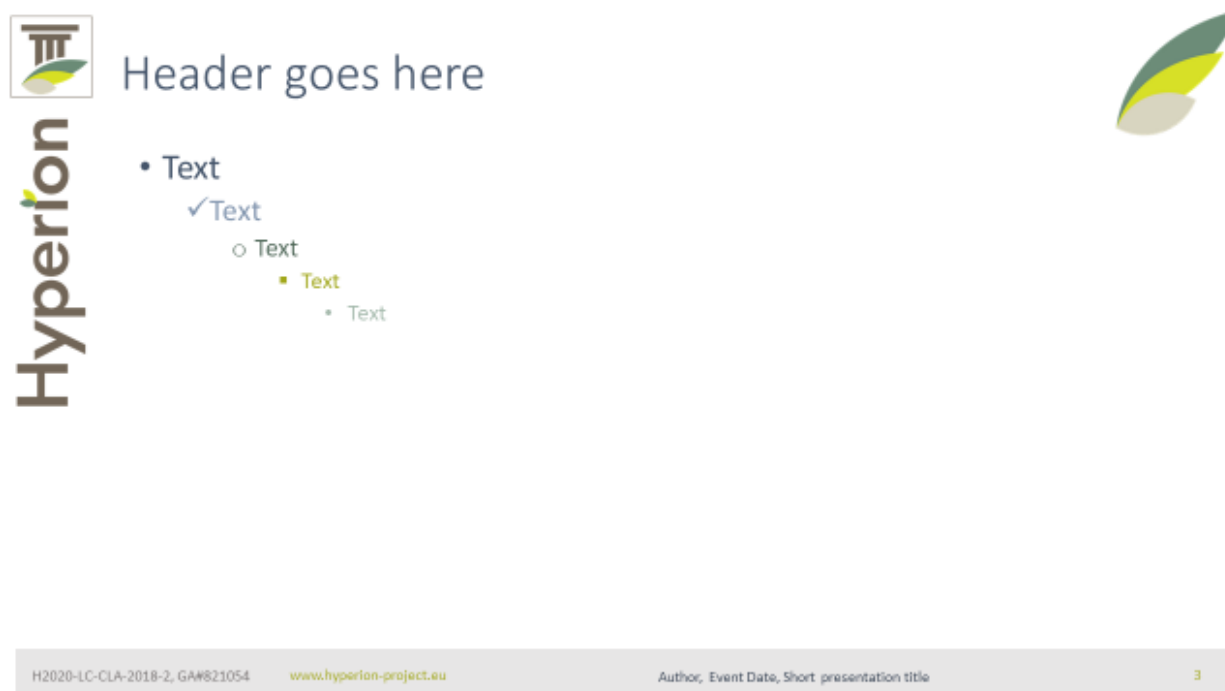 Header goes here
Hyperion
• Text
✓Text
○ Text
▪ Text
• Text
H2020-LC-CLA-2018-2, GA#821054 www.hyperion-project.eu Author, Event Date, Short presentation title 3